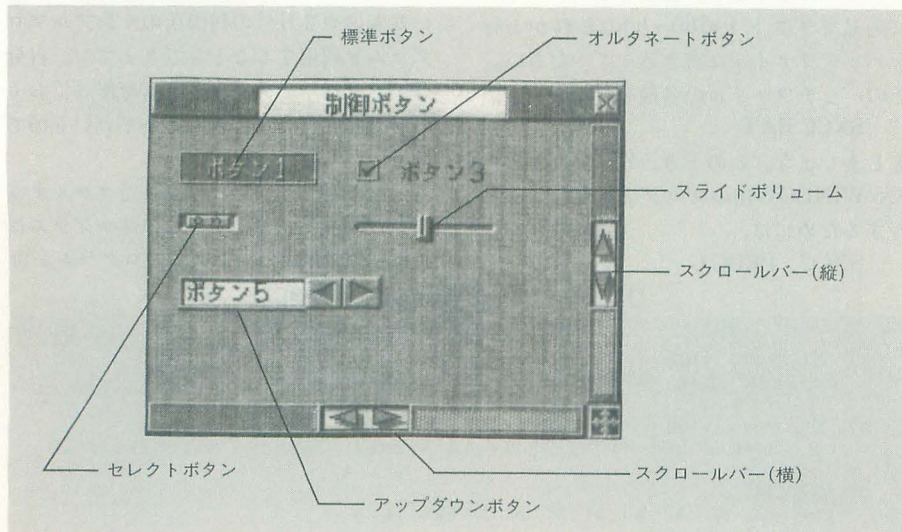 標準ボタン
オルタネートボタン
制御ボタン
ボタン1
ボタン3
スライドボリューム
スクロールバー(縦)
ボタン5
セレクトボタン
スクロールバー(横)
アップダウンボタン